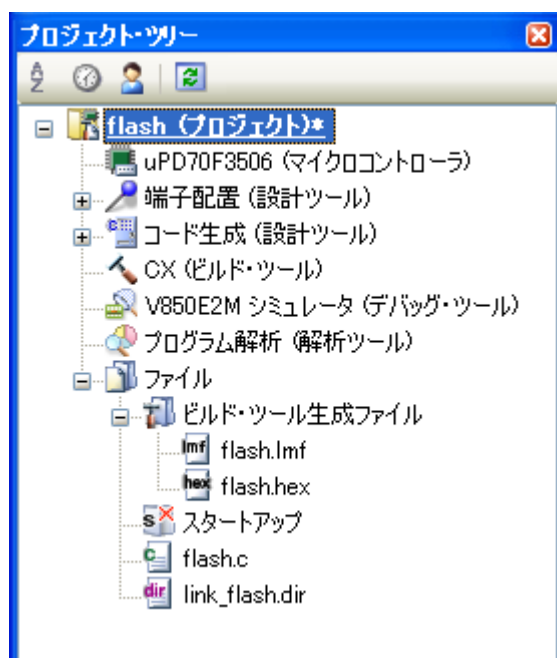 プロジェクト・ツリー
flash (プロジェクト)*
uPD70F3506 (マイクロコントローラ)
端子配置 (設計ツール)
コード生成 (設計ツール)
CX (ビルド・ツール)
V850E2M シミュレータ (デバッグ・ツール)
プログラム解析 (解析ツール)
ファイル
ビルド・ツール生成ファイル
lmf flash.lmf
hex flash.hex
S スタートアップ
c flash.c
dir link_flash.dir